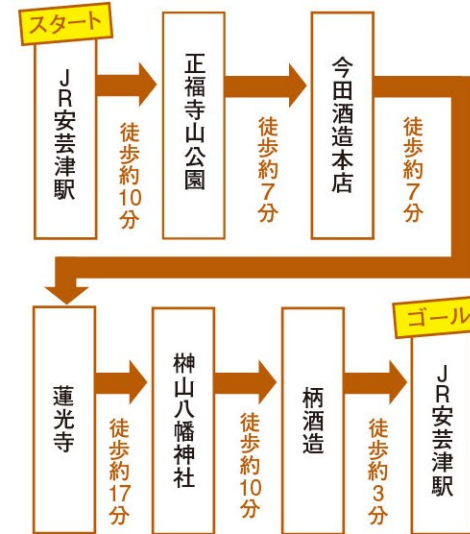 スタート
JR安芸津駅
徒歩約10分
正福寺山公園
徒歩約7分
今田酒造本店
徒歩約7分
蓮光寺
徒歩約17分
榊山八幡神社
徒歩約10分
柄酒造
徒歩約3分
ゴール
JR安芸津駅